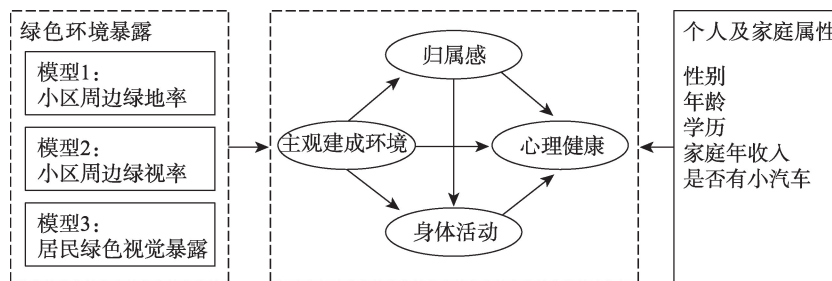 绿色环境暴露
模型1：
小区周边绿地率
模型2：
小区周边绿视率
模型3：
居民绿色视觉暴露
归属感
主观建成环境
心理健康
身体活动
个人及家庭属性
性别
年龄
学历
家庭年收入
是否有小汽车